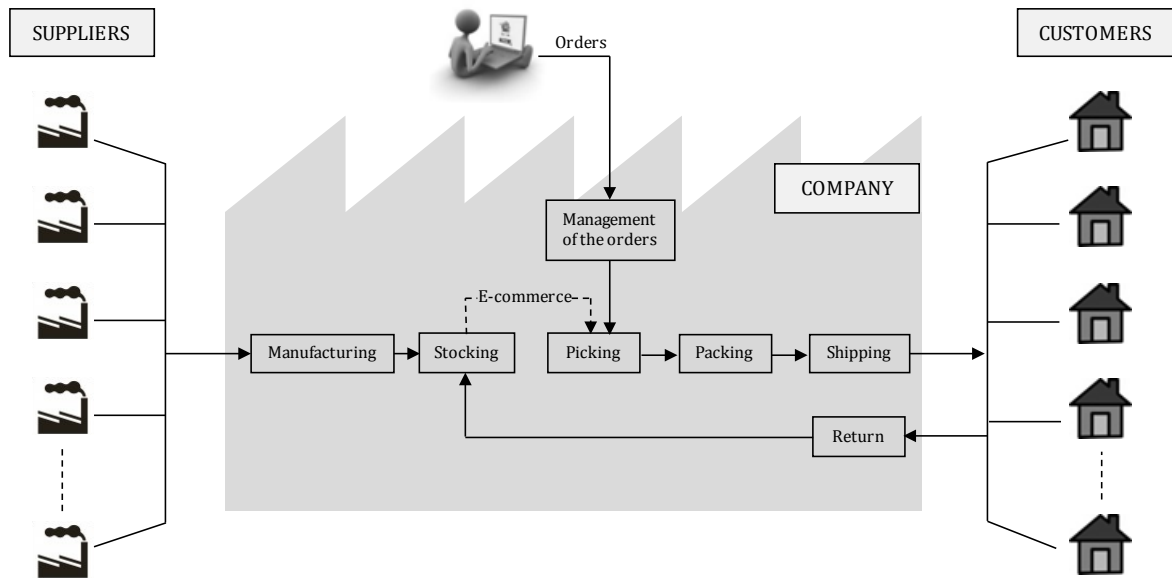 SUPPLIERS
Orders
CUSTOMERS
COMPANY
Management
of the orders
E-commerce
Manufacturing
Stocking
Picking
Packing
Shipping
Return